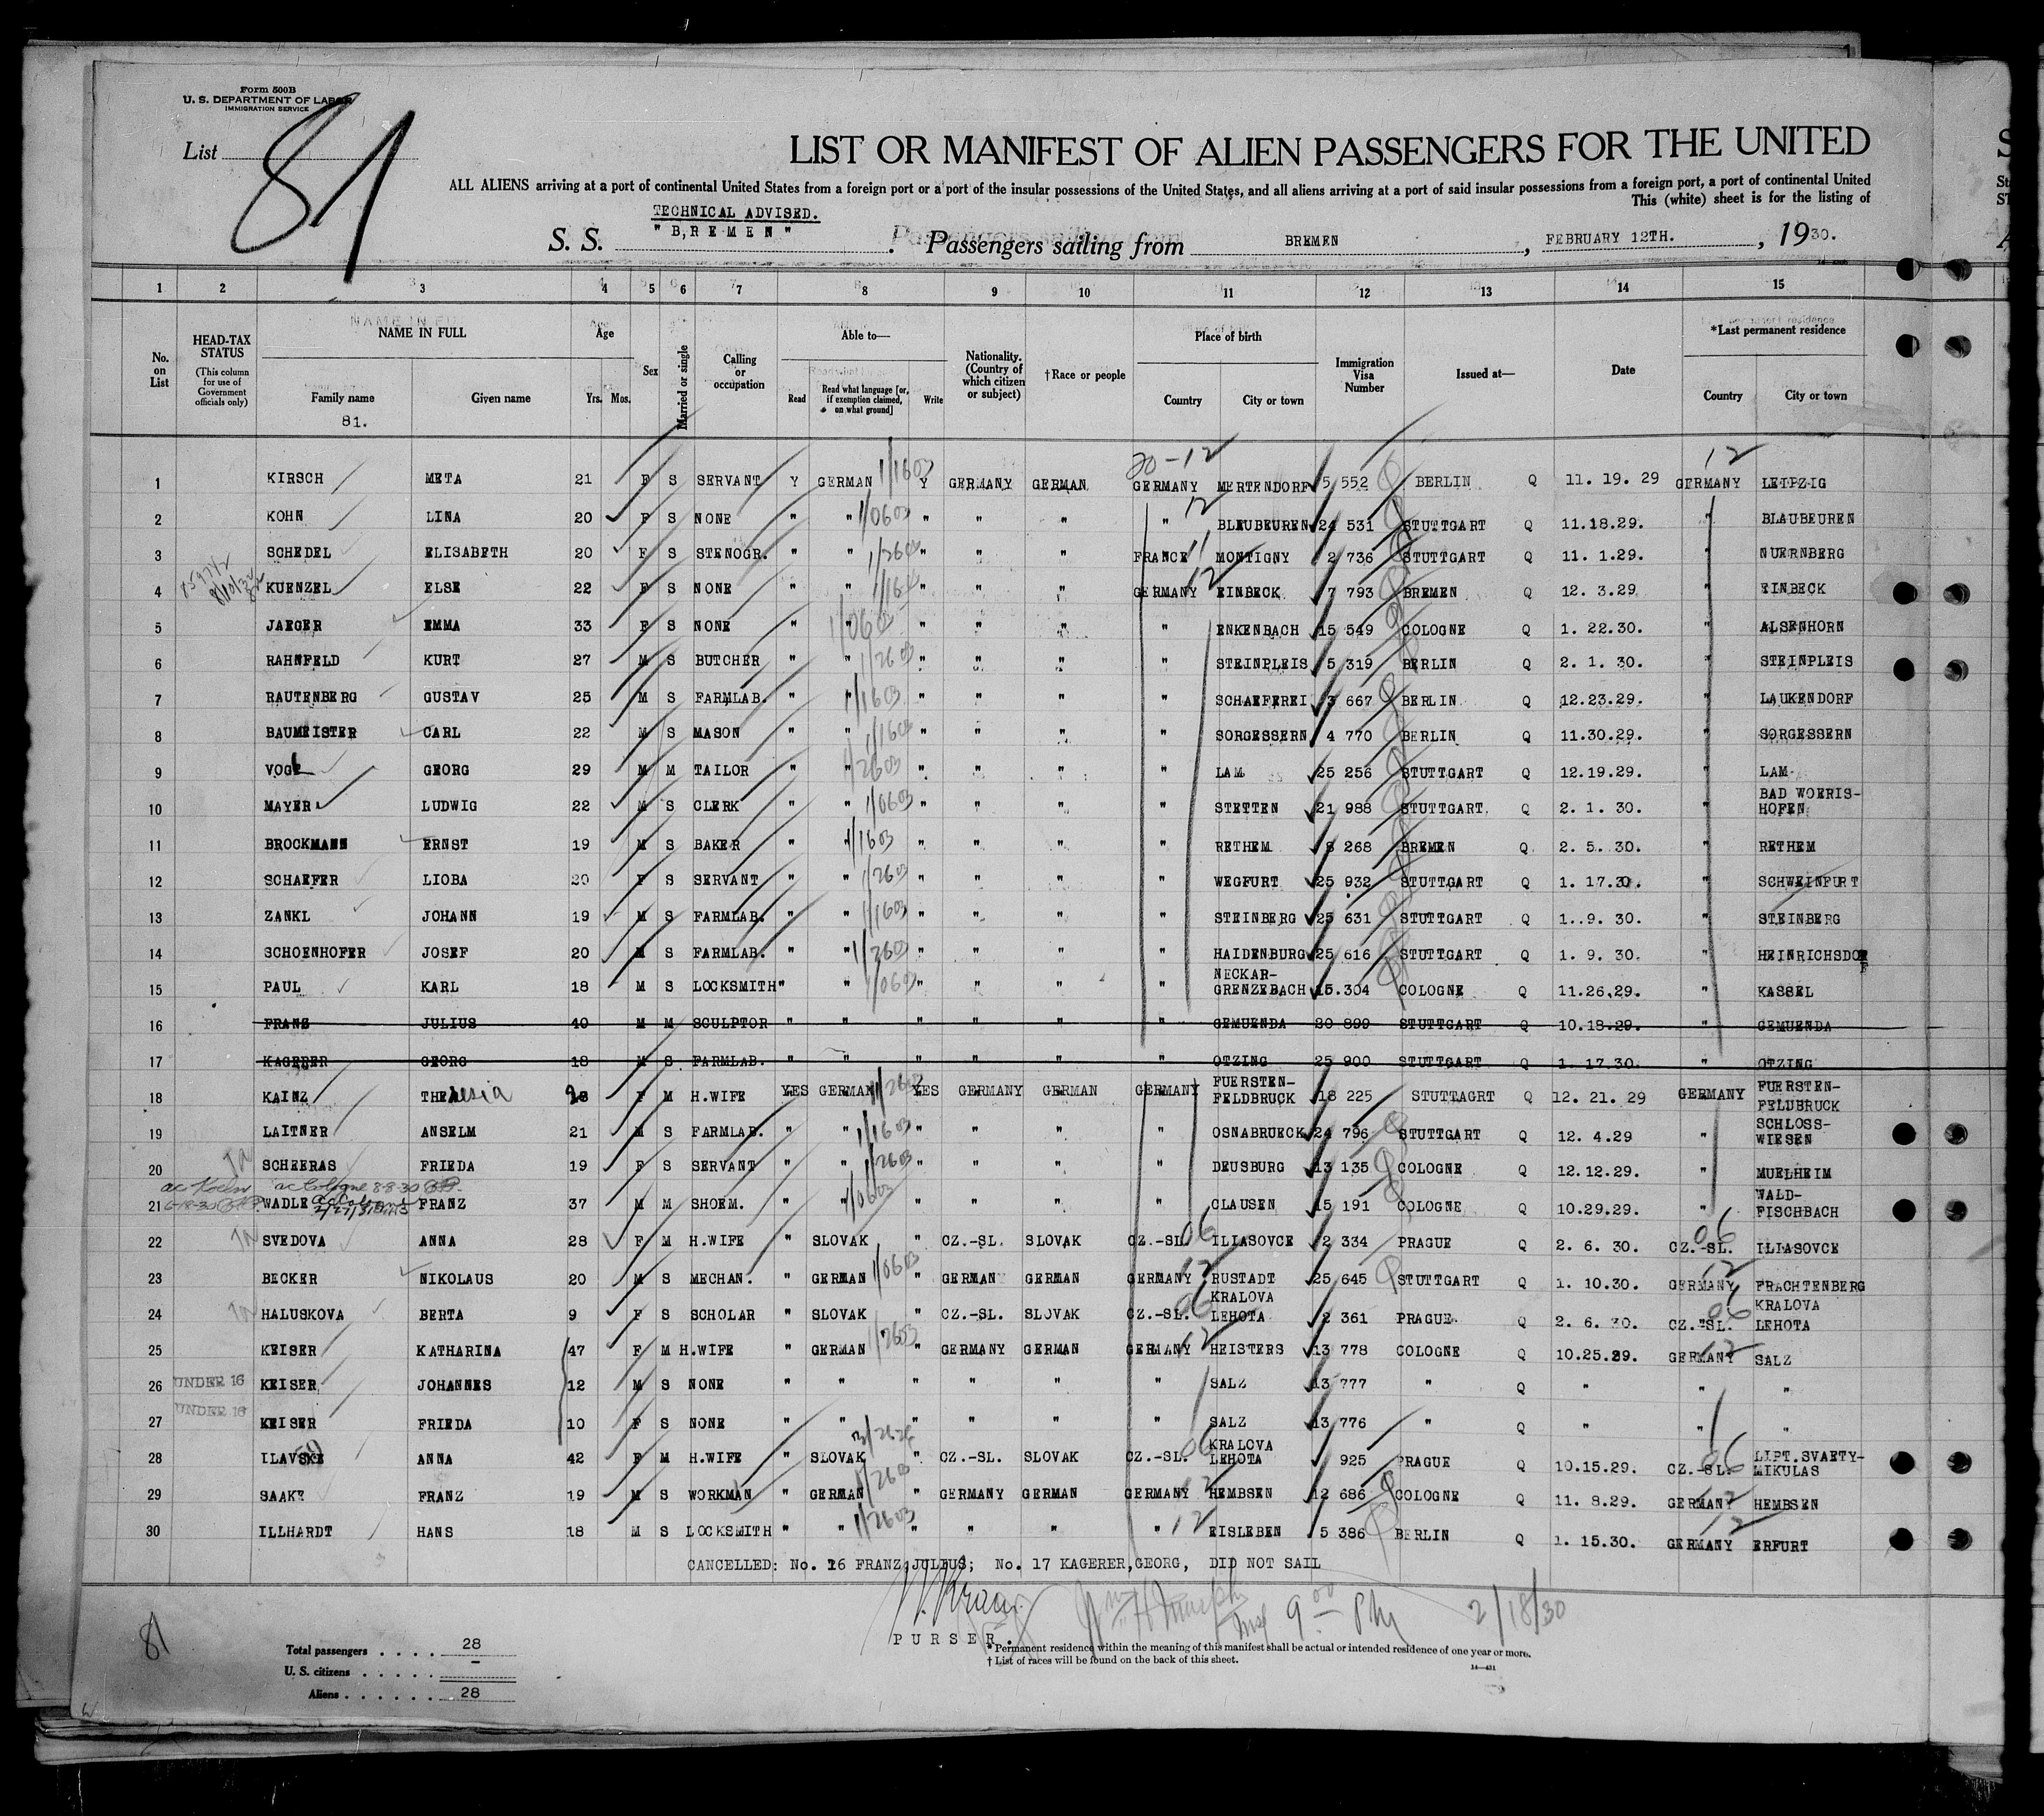 Form 500B
U. S. DEPARTMENT OF LABOR
IMMIGRATION SERVICE
List 81
LIST OR MANIFEST OF ALIEN PASSENGERS FOR THE UNITED
ALL ALIENS arriving at a port of continental United States from a foreign port or a port of the insular possessions of the United States, and all aliens arriving at a port of said insular possessions from a foreign port, a port of continental United
This (white) sheet is for the listing of
TECHNICAL ADVISED.
S. S. "BREMEN". Passengers sailing from BREMEN, FEBRUARY 12TH., 1930.
1 2 3 4 5 6 7 8 9 10 11 12 13 14 15
No. on List
HEAD-TAX STATUS (This column for use of Government officials only)
NAME IN FULL
Family name
Given name
81.
Age
Yrs. Mos.
Sex
Married or single
Calling or occupation
Able to—
Read
Read what language [or, if exemption claimed, on what ground]
Write
Nationality. (Country of which citizen or subject)
†Race or people
Place of birth
Country
City or town
Immigration Visa Number
Issued at—
Date
*Last permanent residence
Country
City or town
20-12 12
1 KIRSCH META 21 F S SERVANT Y GERMAN Y GERMANY GERMAN GERMANY MERTENDORF 5 552 BERLIN Q 11. 19. 29 GERMANY LEIPZIG
2 KOHN LINA 20 F S NONE " " " " " " BLAUBEUREN 24 531 STUTTGART Q 11.18.29. " BLAUBEUREN
3 SCHEDEL ELISABETH 20 F S STENOGR. " " " " " FRANCE MONTIGNY 2 736 STUTTGART Q 11. 1.29. " NUERNBERG
4 KUENZEL ELSE 22 F S NONE " " " " " GERMANY EINBECK 7 793 BREMEN Q 12. 3.29 " EINBECK
5 JAEGER EMMA 33 F S NONE " " " " " " ENKENBACH 15 549 COLOGNE Q 1. 22.30. " ALSENHORN
6 RAHNFELD KURT 27 M S BUTCHER " " " " " " STEINPLEIS 5 319 BERLIN Q 2. 1. 30. " STEINPLEIS
7 RAUTENBERG GUSTAV 25 M S FARMLAB. " " " " " " SCHAEFEREI 3 667 BERLIN Q 12.23.29. " LAUKENDORF
8 BAUMEISTER CARL 22 M S MASON " " " " " " SORGESSERN 4 770 BERLIN Q 11.30.29. " SORGESSERN
9 VOGL GEORG 29 M M TAILOR " " " " " " LAM 25 256 STUTTGART Q 12.19.29. " LAM
10 MAYER LUDWIG 22 M S CLERK " " " " " " STETTEN 21 988 STUTTGART. Q 2. 1. 30. " BAD WOERIS-HOFEN
11 BROCKMANN ERNST 19 M S BAKER " " " " " " RETHEM 8 268 BREMEN Q 2. 5. 30. " RETHEM
12 SCHAEFER LIOBA 20 F S SERVANT " " " " " " WEGFURT 25 932 STUTTGART Q 1. 17.30. " SCHWEINFURT
13 ZANKL JOHANN 19 M S FARMLAB. " " " " " " STEINBERG 25 631 STUTTGART Q 1. 9. 30. " STEINBERG
14 SCHOENHOFER JOSEF 20 M S FARMLAB. " " " " " " HAIDENBURG 25 616 STUTTGART Q 1. 9. 30. " HEINRICHSDORF
15 PAUL KARL 18 M S LOCKSMITH " " " " " " NECKAR-GRENZEBACH 15.304 COLOGNE Q 11.26.29. " KASSEL
16 FRANZ JULIUS 40 M M SCULPTOR " " " " " " GEMUENDA 20 899 STUTTGART Q 10.18.29. " GEMUENDA
17 KAGERER GEORG 18 M S FARMLAB. " " " " " " OTZING 25 900 STUTTGART Q 1. 17.30. " OTZING
18 KAINZ THERESIA 28 F M H.WIFE YES GERMAN YES GERMANY GERMAN GERMANY FUERSTEN-FELDBRUCK 18 225 STUTTAGRT Q 12. 21. 29 GERMANY FUERSTEN-FELDBRUCK
19 LAITNER ANSELM 21 M S FARMLAB. " " " " " " OSNABRUECK 24 796 STUTTGART Q 12. 4.29 " SCHLOSS-WIESEN
20 SCHEERAS FRIEDA 19 F S SERVANT " " " " " " DEUSBURG 13 135 COLOGNE Q 12.12.29. " MUELHEIM
ac Koeln ac Cologne 8-8-30
21 WADLE FRANZ 37 M M SHOEM. " " " " " " CLAUSEN 15 191 COLOGNE Q 10.29.29. " WALD-FISCHBACH
22 SVEDOVA ANNA 28 F M H.WIFE " SLOVAK " CZ.-SL. SLOVAK CZ.-SL. ILIASOVCE 2 334 PRAGUE Q 2. 6. 30. CZ.-SL. ILIASOVCE
23 BECKER NIKOLAUS 20 M S MECHAN. " GERMAN " GERMANY GERMAN GERMANY RUSTADT 25 645 STUTTGART Q 1. 10.30. GERMANY FRACHTENBERG
24 HALUSKOVA BERTA 9 F S SCHOLAR " SLOVAK " CZ.-SL. SLOVAK CZ.-SL. KRALOVA LEHOTA 2 361 PRAGUE Q 2. 6. 30. CZ.-SL. KRALOVA LEHOTA
25 KEISER KATHARINA 47 F M H.WIFE " GERMAN " GERMANY GERMAN GERMANY HEISTERS 13 778 COLOGNE Q 10.25.29. GERMANY SALZ
26 UNDER 16 KEISER JOHANNES 12 M S NONE " " " " " " SALZ 13 777 " Q " " "
27 UNDER 16 KEISER FRIEDA 10 F S NONE " " " " " " SALZ 13 776 " Q " " "
28 ILAVSKE ANNA 42 F M H.WIFE " SLOVAK " CZ.-SL. SLOVAK CZ.-SL. KRALOVA LEHOTA 925 PRAGUE Q 10.15.29. CZ.-SL. LIPT.SVAETY-MIKULAS
29 SAAKE FRANZ 19 M S WORKMAN " GERMAN " GERMANY GERMAN GERMANY HEMBSEN 12 686 COLOGNE Q 11. 8.29. GERMANY HEMBSEN
30 ILLHARDT HANS 18 M S LOCKSMITH " " " " " " EISLEBEN 5 386 BERLIN Q 1. 15.30. GERMANY ERFURT
CANCELLED: No. 16 FRANZ,JULIUS; No. 17 KAGERER,GEORG, DID NOT SAIL
9 00 PM 2/18/30
PURSER.
81
Total passengers . . . . 28
U. S. citizens . . . . . -
Aliens . . . . . . 28
* Permanent residence within the meaning of this manifest shall be actual or intended residence of one year or more.
† List of races will be found on the back of this sheet.
14—431